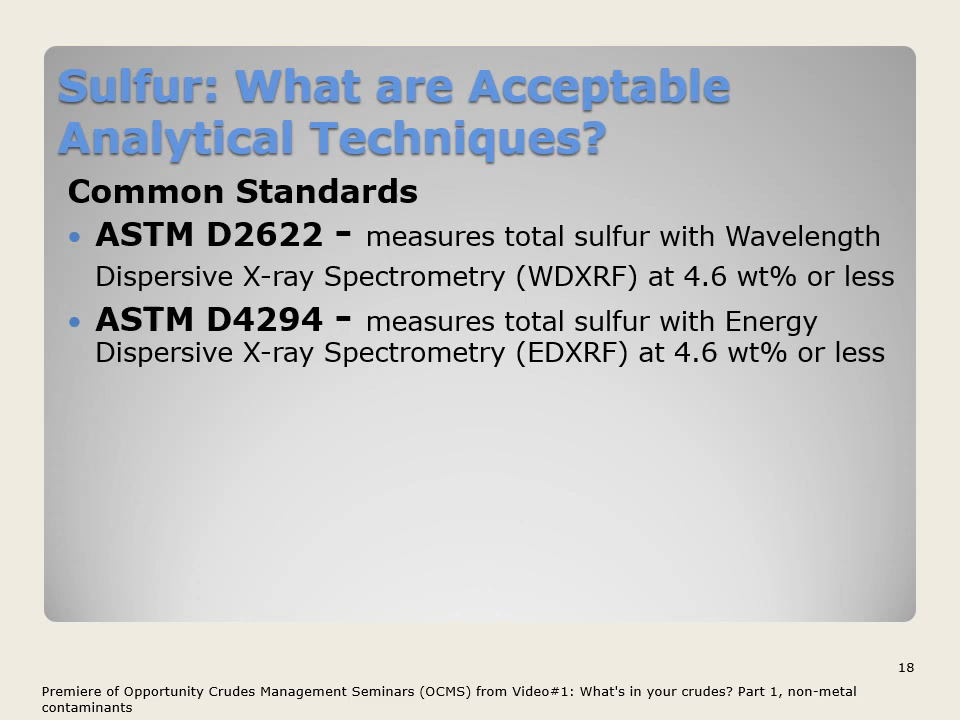 Sulfur: What are Acceptable
Analytical Techniques?
Common Standards
• ASTM D2622 - measures total sulfur with Wavelength
Dispersive X-ray Spectrometry (WDXRF) at 4.6 wt% or less
• ASTM D4294 - measures total sulfur with Energy
Dispersive X-ray Spectrometry (EDXRF) at 4.6 wt% or less
18
Premiere of Opportunity Crudes Management Seminars (OCMS) from Video#1: What's in your crudes? Part 1, non-metal
contaminants